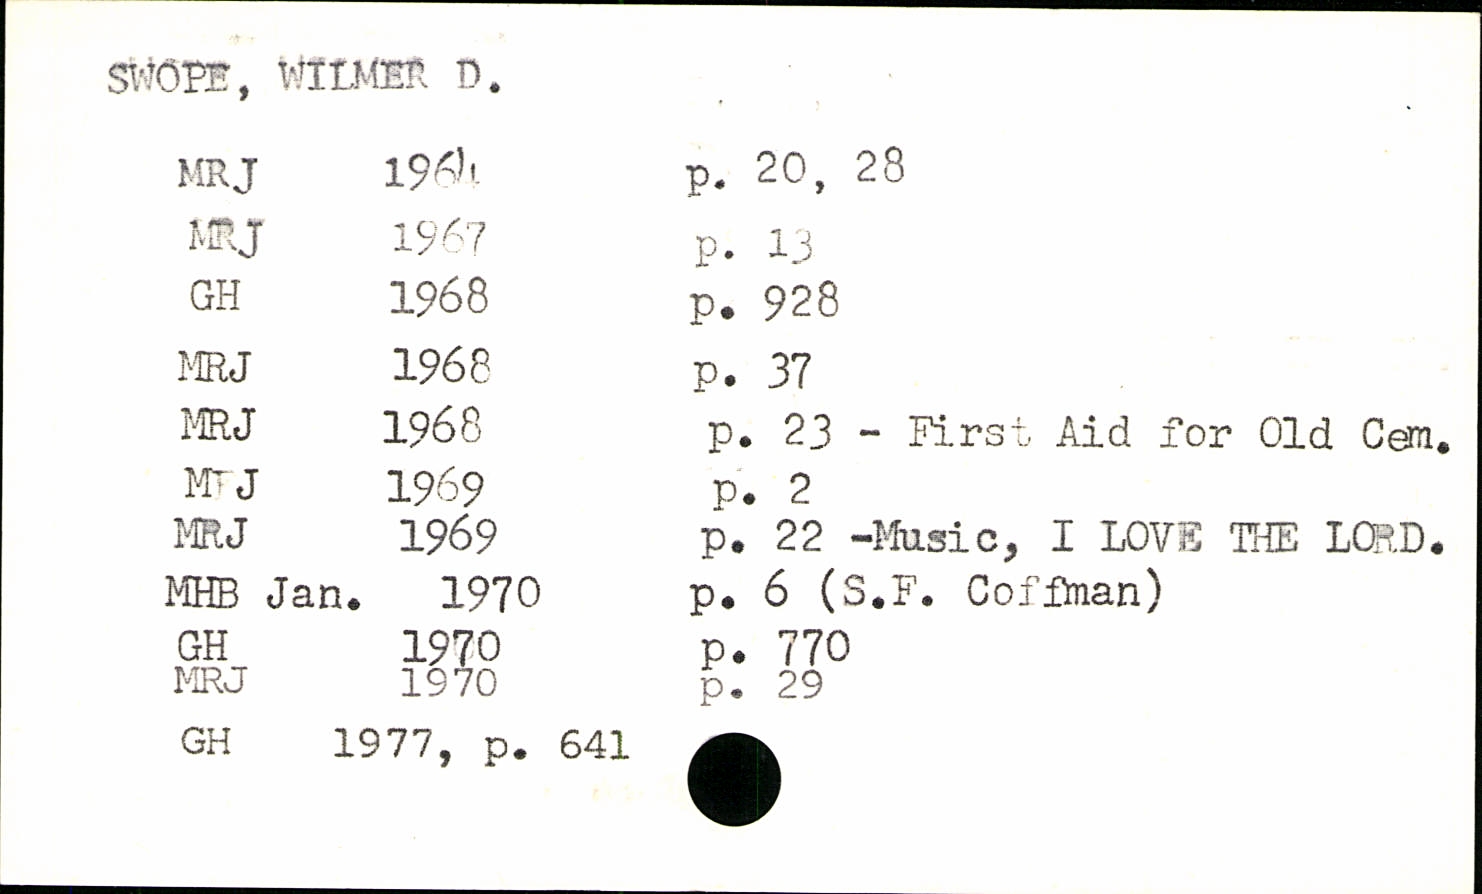 SWOPE, WILMER D.
MRJ 1964 p. 20, 28
MRJ 1967 p. 13
GH 1968 p. 928
MRJ 1968 p. 37
MRJ 1968 p. 23 - First Aid for Old Cem.
MRJ 1969 p. 2
MRJ 1969 p. 22 -Music, I LOVE THE LORD.
MHB Jan. 1970 p. 6 (S.F. Coffman)
GH 1970 p. 770
MRJ 1970 p. 29
GH 1977, p. 641